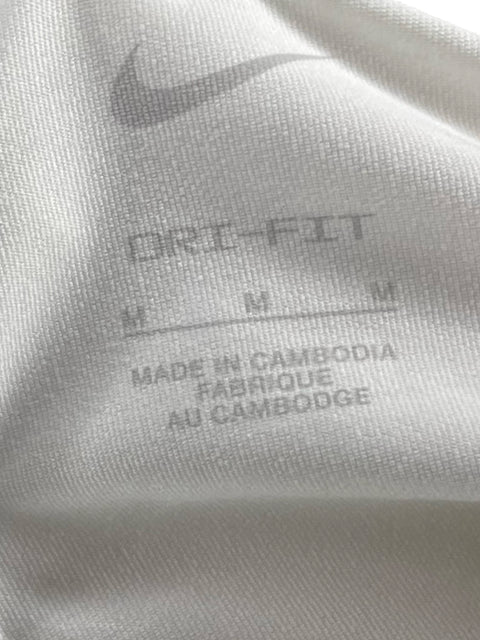 DRI-FIT
M M M
MADE IN CAMBODIA
FABRIQUE
AU CAMBODGE